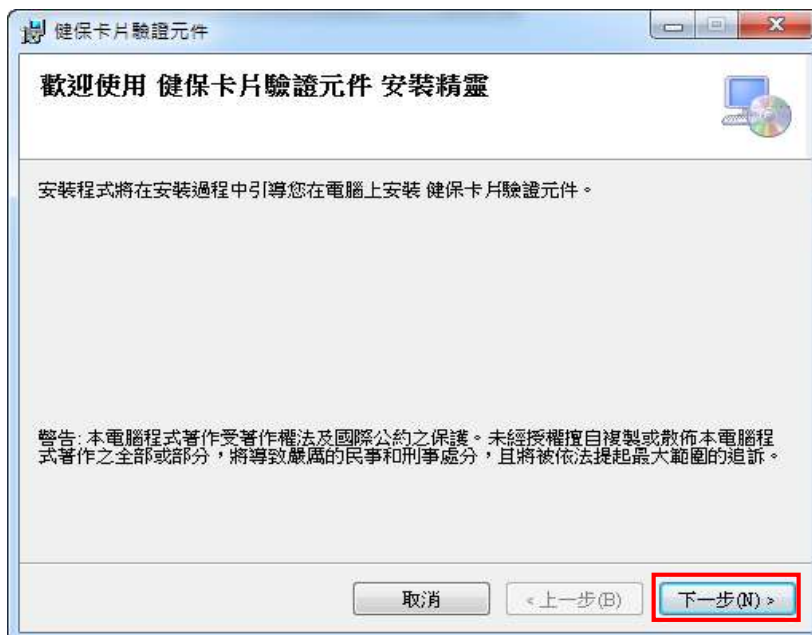 健保卡片驗證元件
歡迎使用 健保卡片驗證元件 安裝精靈
安裝程式將在安裝過程中引導您在電腦上安裝 健保卡片驗證元件。
警告: 本電腦程式著作受著作權法及國際公約之保護。未經授權擅自複製或散佈本電腦程
式著作之全部或部分，將導致嚴厲的民事和刑事處分，且將被依法提起最大範圍的追訴。
取消
<上一步(B)
下一步(N) >